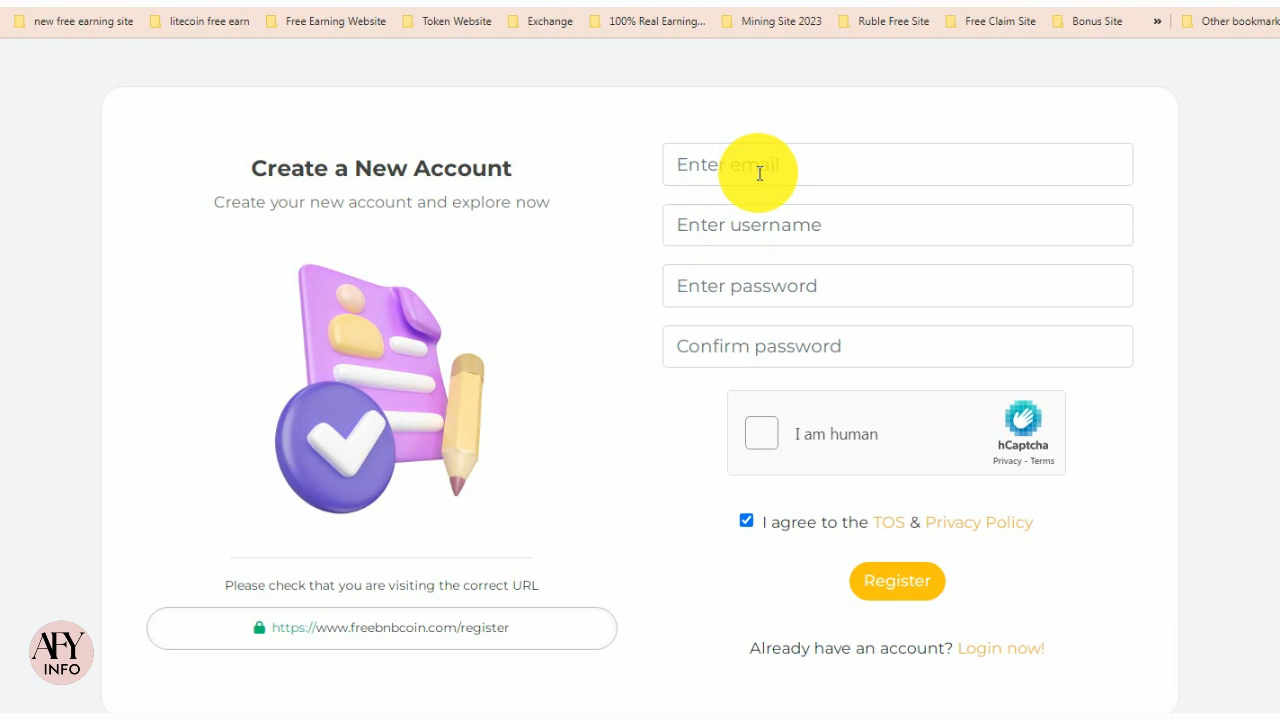 new free earning site
litecoin free earn
Free Earning Website
Token Website
Exchange
100% Real Earning...
Mining Site 2023
Ruble Free Site
Free Claim Site
Bonus Site
»
Other bookmark
Create a New Account
Create your new account and explore now
Please check that you are visiting the correct URL
https://www.freebnbcoin.com/register
Enter email
Enter username
Enter password
Confirm password
I am human
hCaptcha
Privacy - Terms
I agree to the TOS & Privacy Policy
Register
Already have an account? Login now!
AFY
INFO